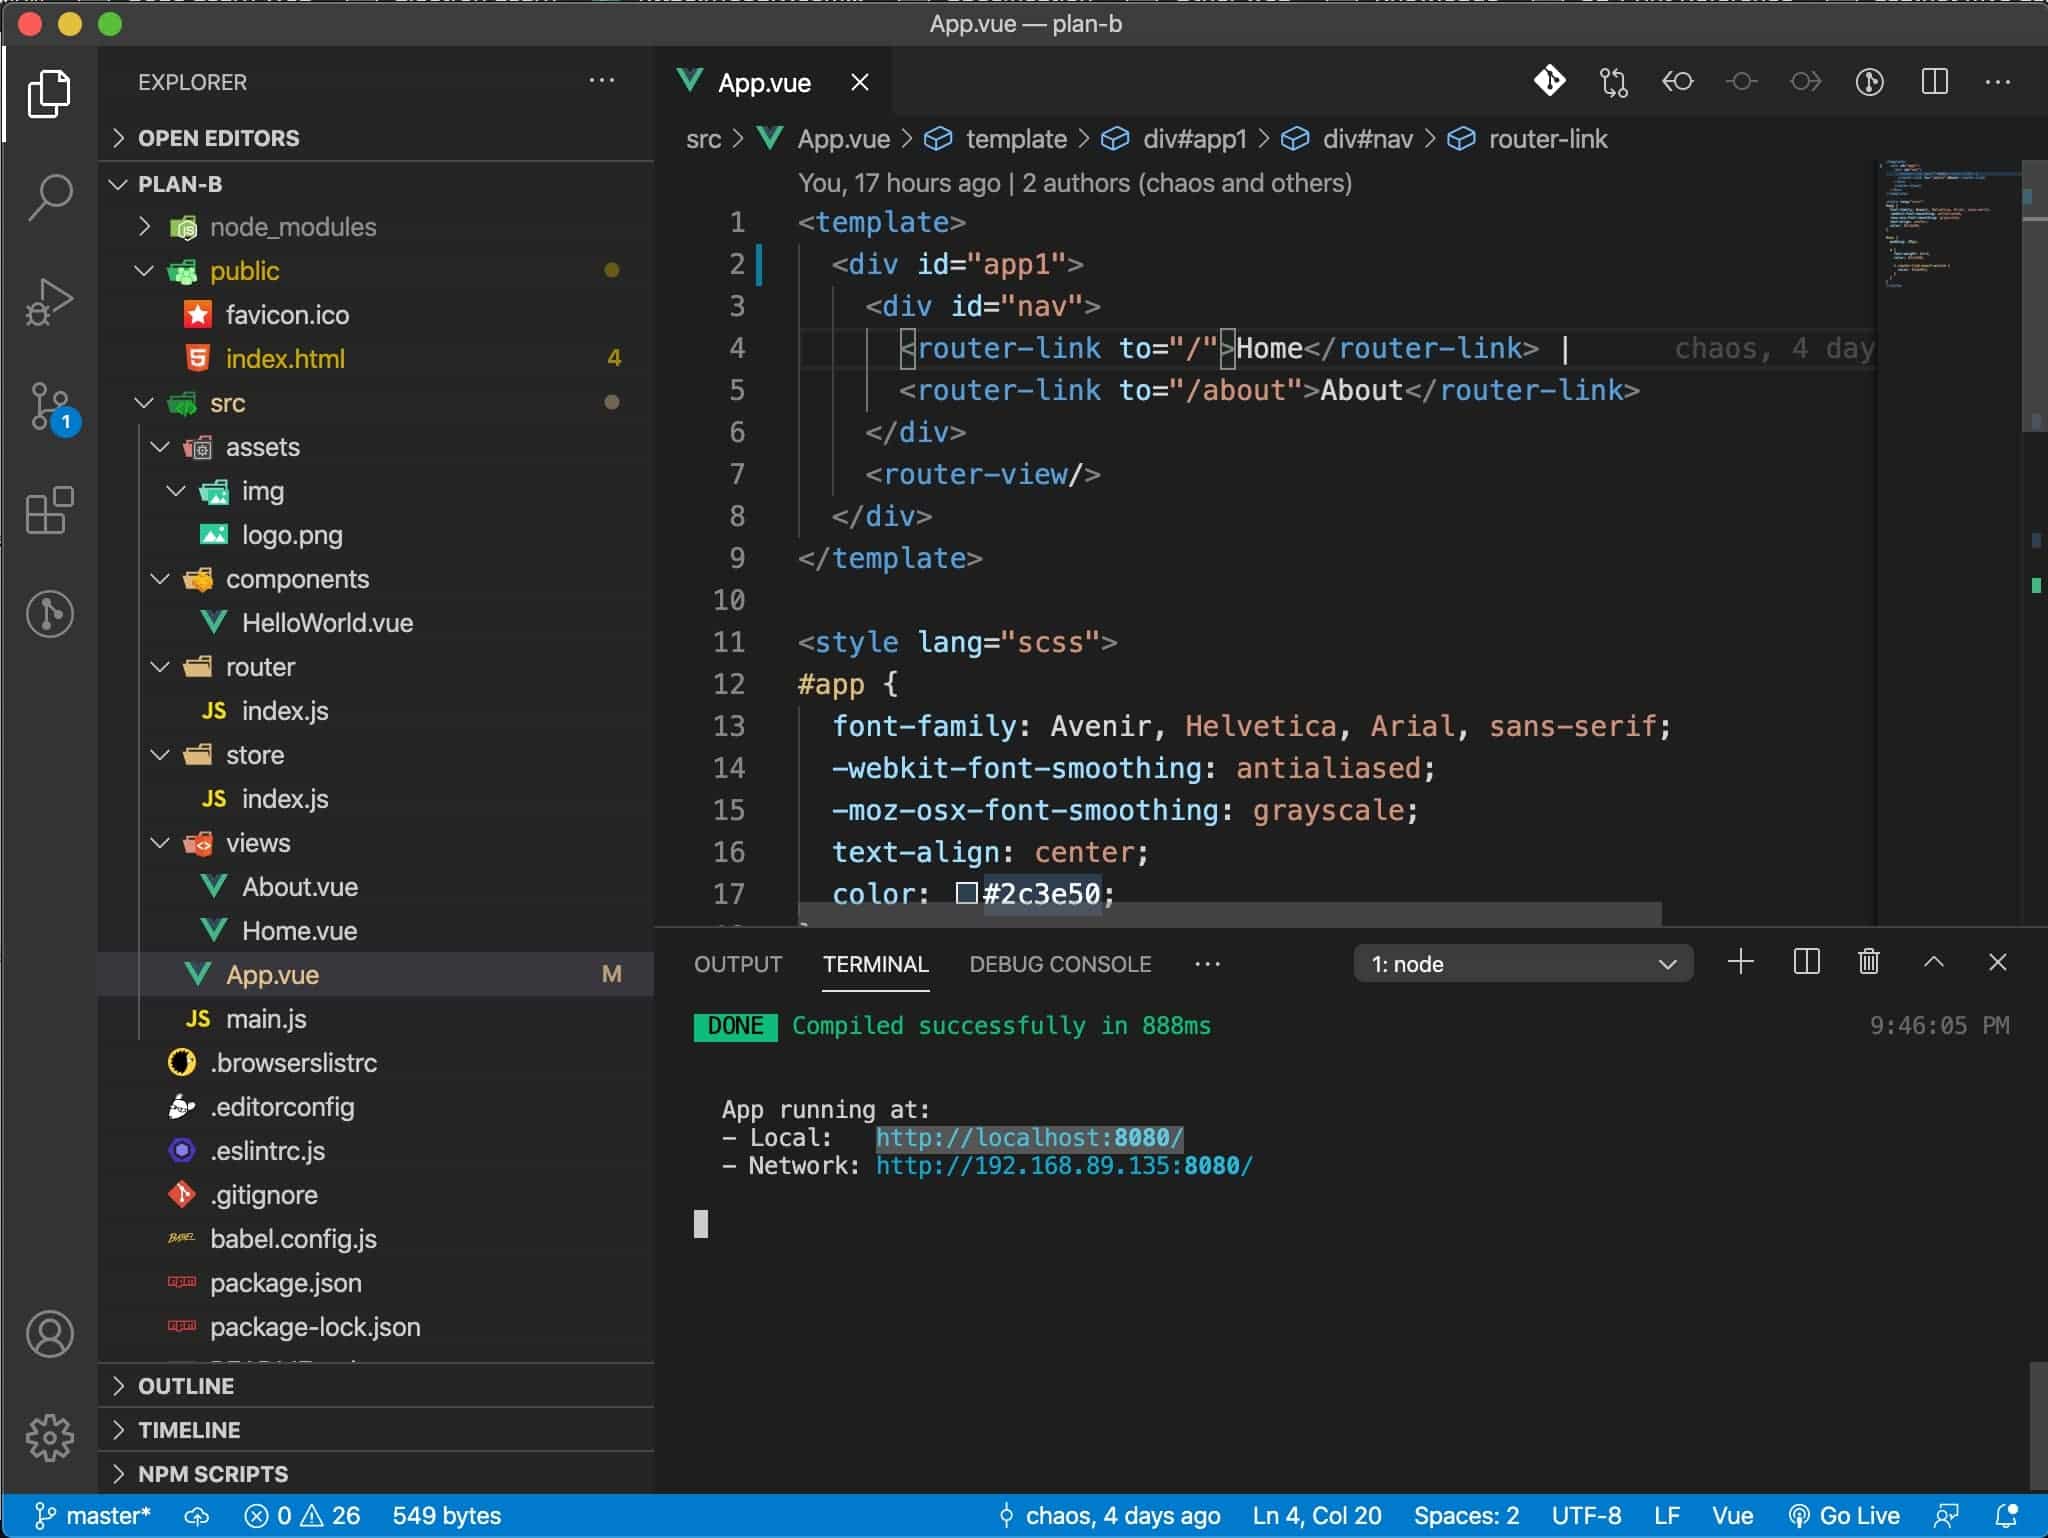 App.vue — plan-b
EXPLORER
OPEN EDITORS
PLAN-B
node_modules
public
favicon.ico
index.html 4
src
assets
img
logo.png
components
HelloWorld.vue
router
JS index.js
store
JS index.js
views
About.vue
Home.vue
App.vue M
JS main.js
.browserslistrc
.editorconfig
.eslintrc.js
.gitignore
babel.config.js
package.json
package-lock.json
OUTLINE
TIMELINE
NPM SCRIPTS
1
App.vue
src > App.vue > template > div#app1 > div#nav > router-link
You, 17 hours ago | 2 authors (chaos and others)
1 <template>
2 <div id="app1">
3 <div id="nav">
4 <router-link to="/">Home</router-link> | chaos, 4 day
5 <router-link to="/about">About</router-link>
6 </div>
7 <router-view/>
8 </div>
9 </template>
10
11 <style lang="scss">
12 #app {
13 font-family: Avenir, Helvetica, Arial, sans-serif;
14 -webkit-font-smoothing: antialiased;
15 -moz-osx-font-smoothing: grayscale;
16 text-align: center;
17 color: #2c3e50;
OUTPUT TERMINAL DEBUG CONSOLE ··· 1: node
DONE Compiled successfully in 888ms 9:46:05 PM
App running at:
- Local: http://localhost:8080/
- Network: http://192.168.89.135:8080/
master* 0 26 549 bytes chaos, 4 days ago Ln 4, Col 20 Spaces: 2 UTF-8 LF Vue Go Live